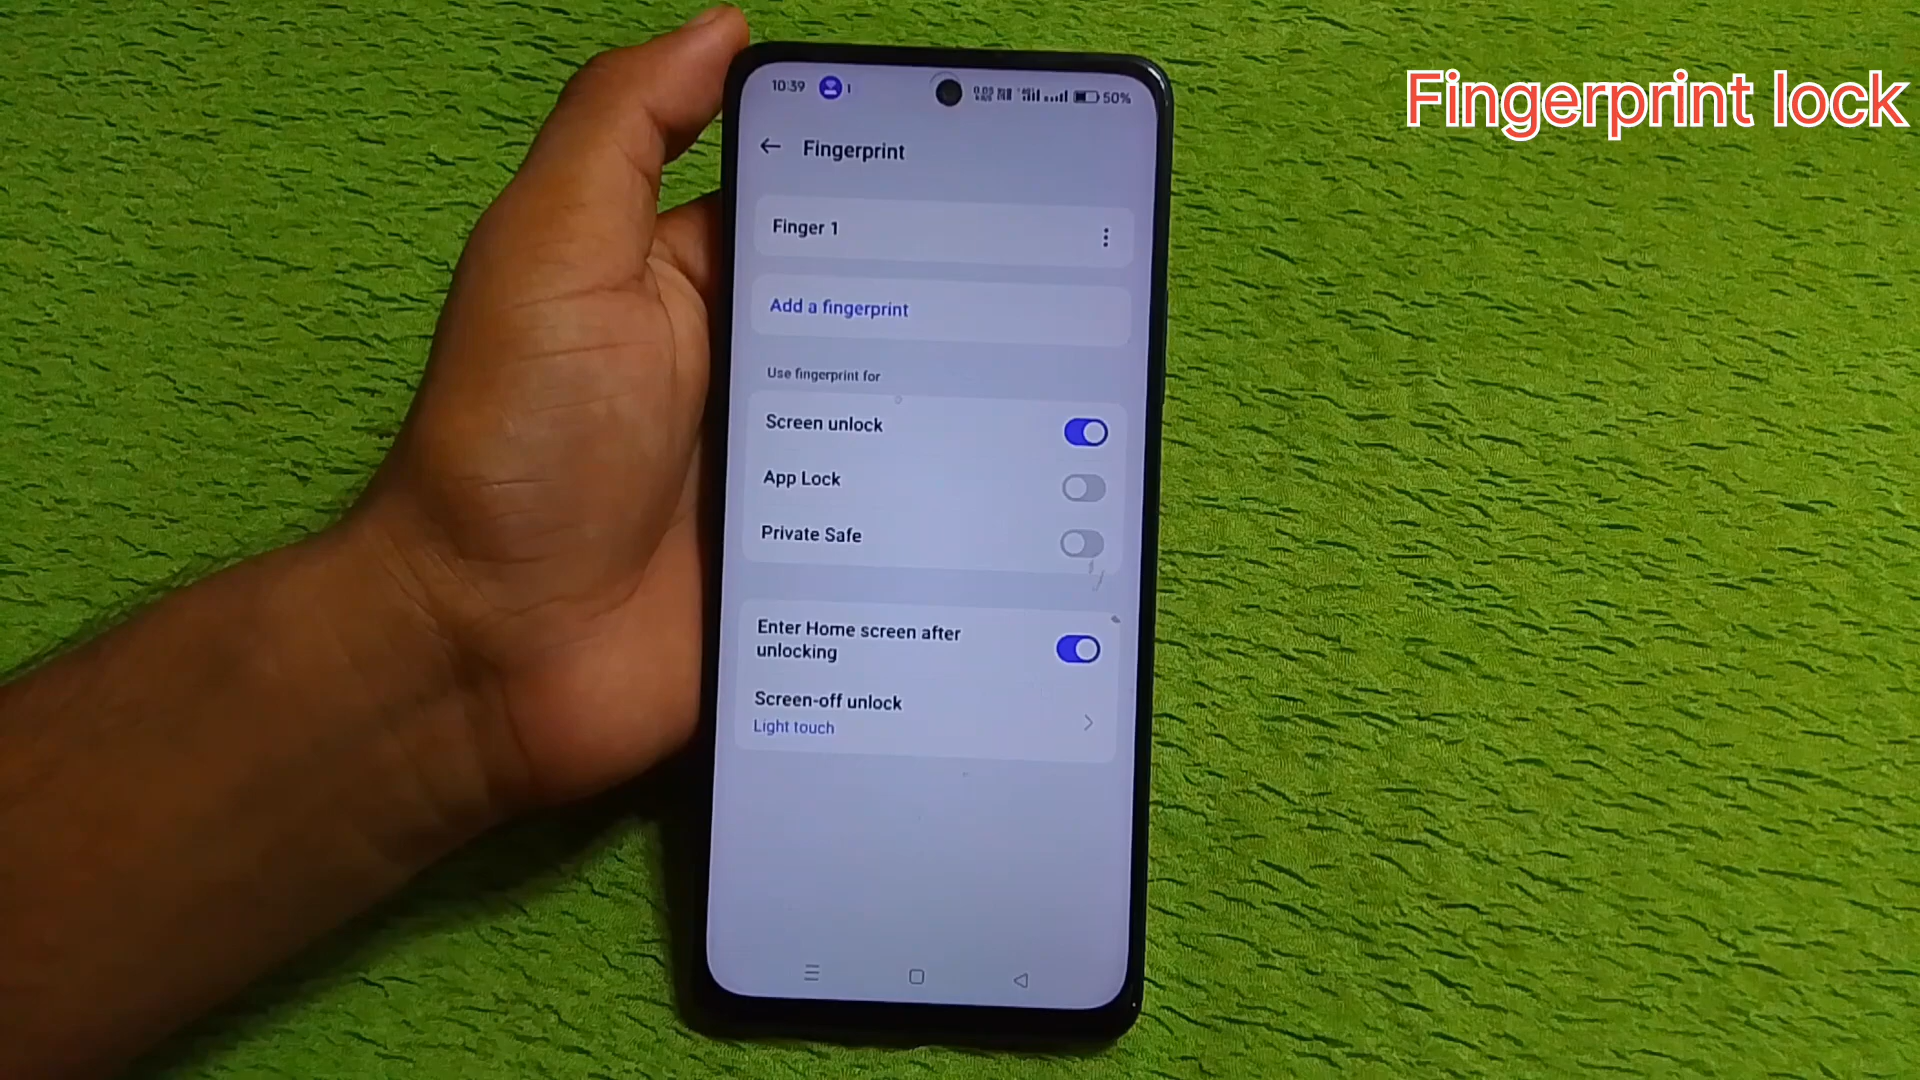 Fingerprint lock
10:39
50%
Fingerprint
Finger 1
Add a fingerprint
Use fingerprint for
Screen unlock
App Lock
Private Safe
Enter Home screen after
unlocking
Screen-off unlock
Light touch